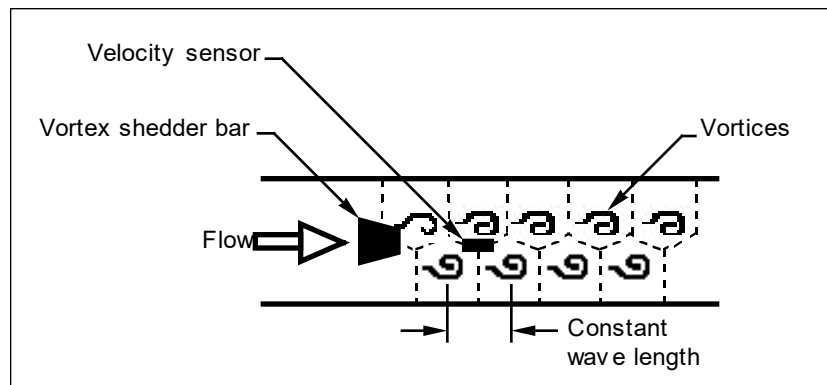 Velocity sensor
Vortex shedder bar
Vortices
Flow
Constant
wave length